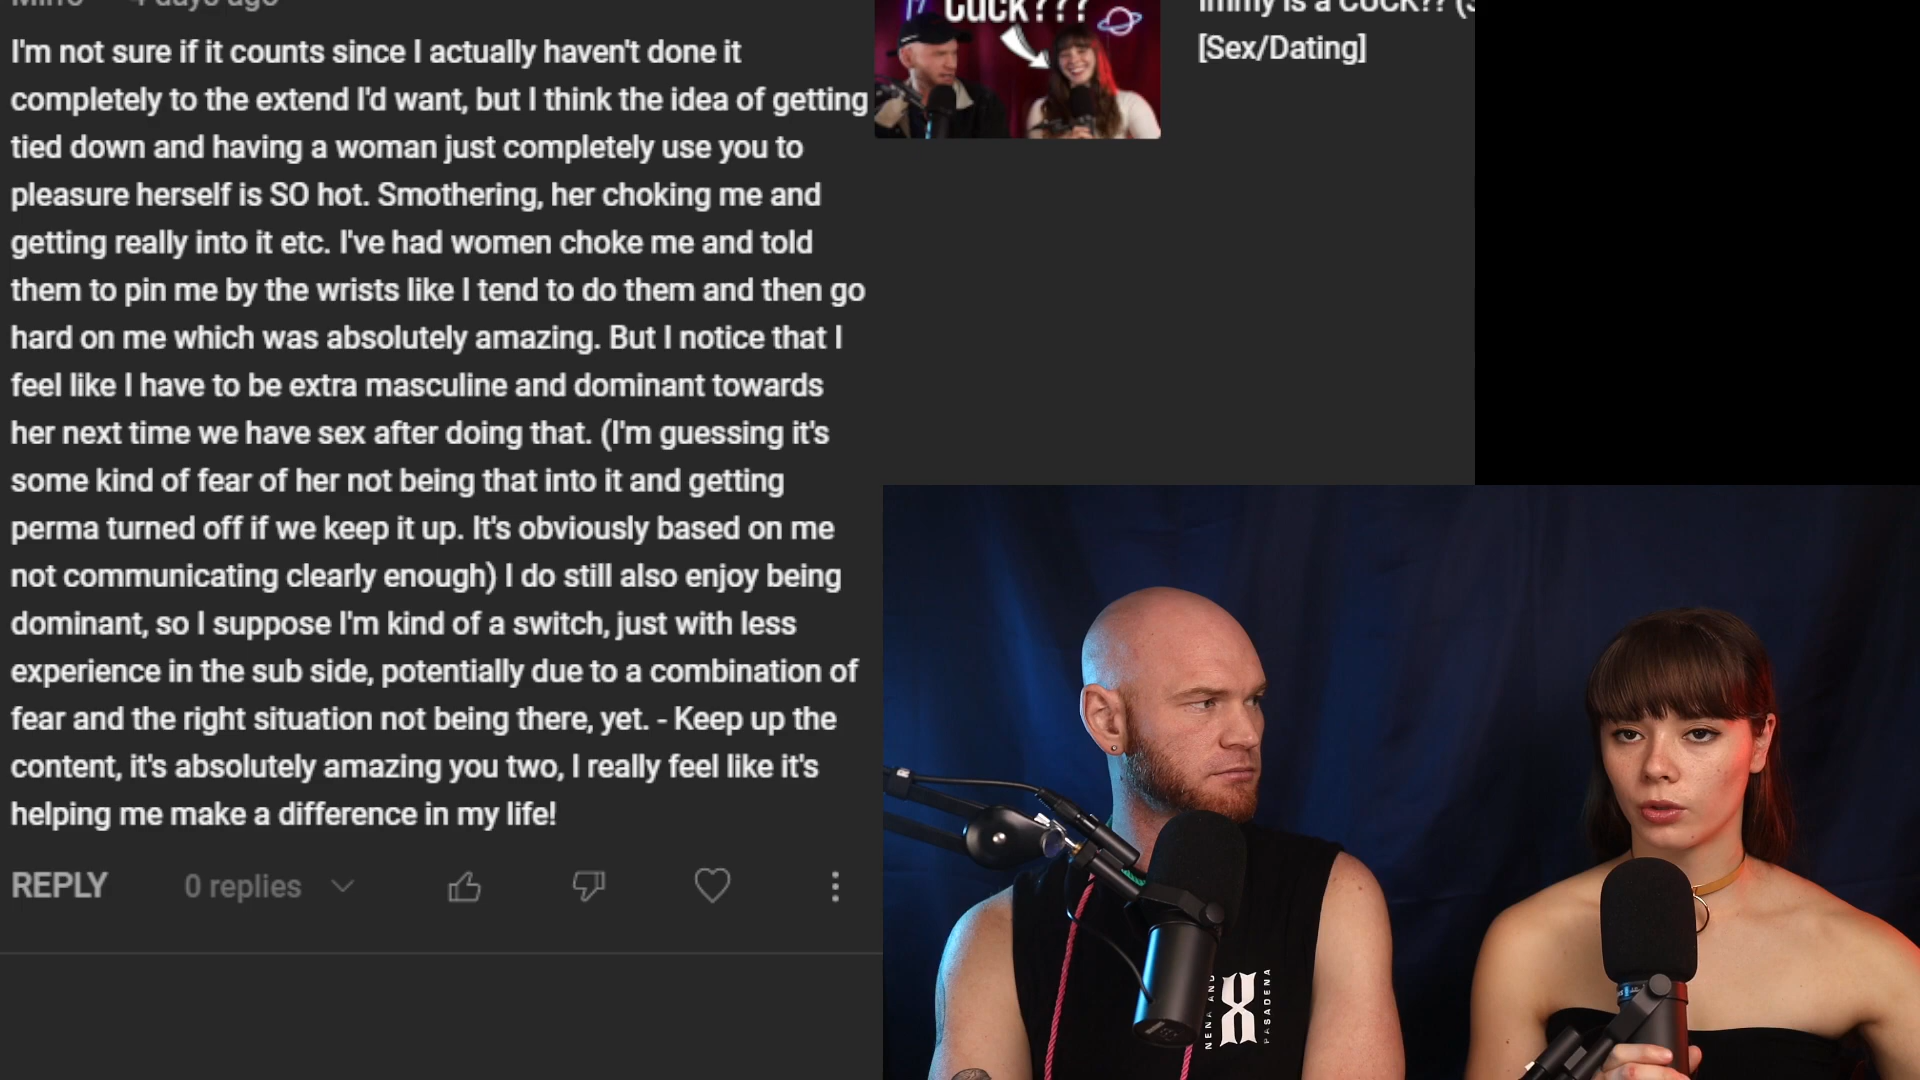 4 days ago
I'm not sure if it counts since I actually haven't done it
completely to the extend I'd want, but I think the idea of getting
tied down and having a woman just completely use you to
pleasure herself is SO hot. Smothering, her choking me and
getting really into it etc. I've had women choke me and told
them to pin me by the wrists like I tend to do them and then go
hard on me which was absolutely amazing. But I notice that I
feel like I have to be extra masculine and dominant towards
her next time we have sex after doing that. (I'm guessing it's
some kind of fear of her not being that into it and getting
perma turned off if we keep it up. It's obviously based on me
not communicating clearly enough) I do still also enjoy being
dominant, so I suppose I'm kind of a switch, just with less
experience in the sub side, potentially due to a combination of
fear and the right situation not being there, yet. - Keep up the
content, it's absolutely amazing you two, I really feel like it's
helping me make a difference in my life!
REPLY 0 replies
Cuck???
is a CUCK??
[Sex/Dating]
NENA AND
PASADENA